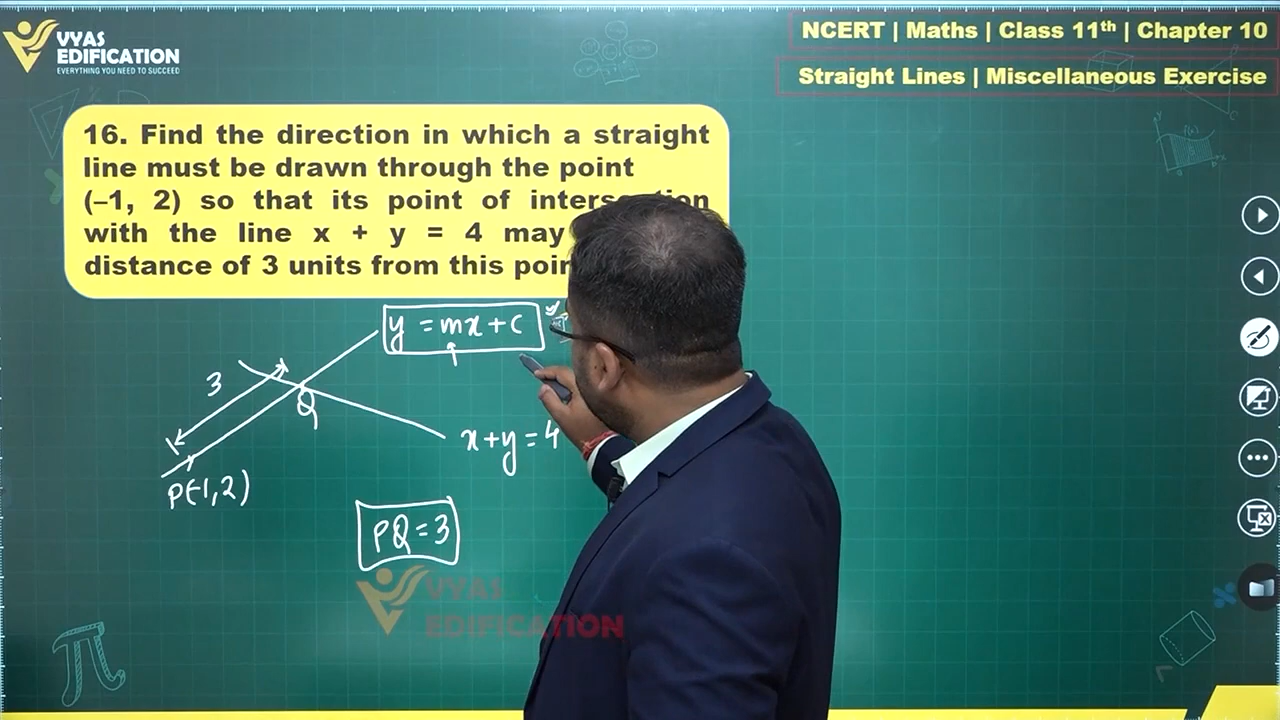 VYAS
EDIFICATION
EVERYTHING YOU NEED TO SUCCEED
NCERT | Maths | Class 11th | Chapter 10
Straight Lines | Miscellaneous Exercise
16. Find the direction in which a straight
line must be drawn through the point
(–1, 2) so that its point of
with the line x + y = 4 may
distance of 3 units from this
y = mx + c
3
Q
x+y=4
P(-1,2)
PQ=3
VYAS
EDIFICATION